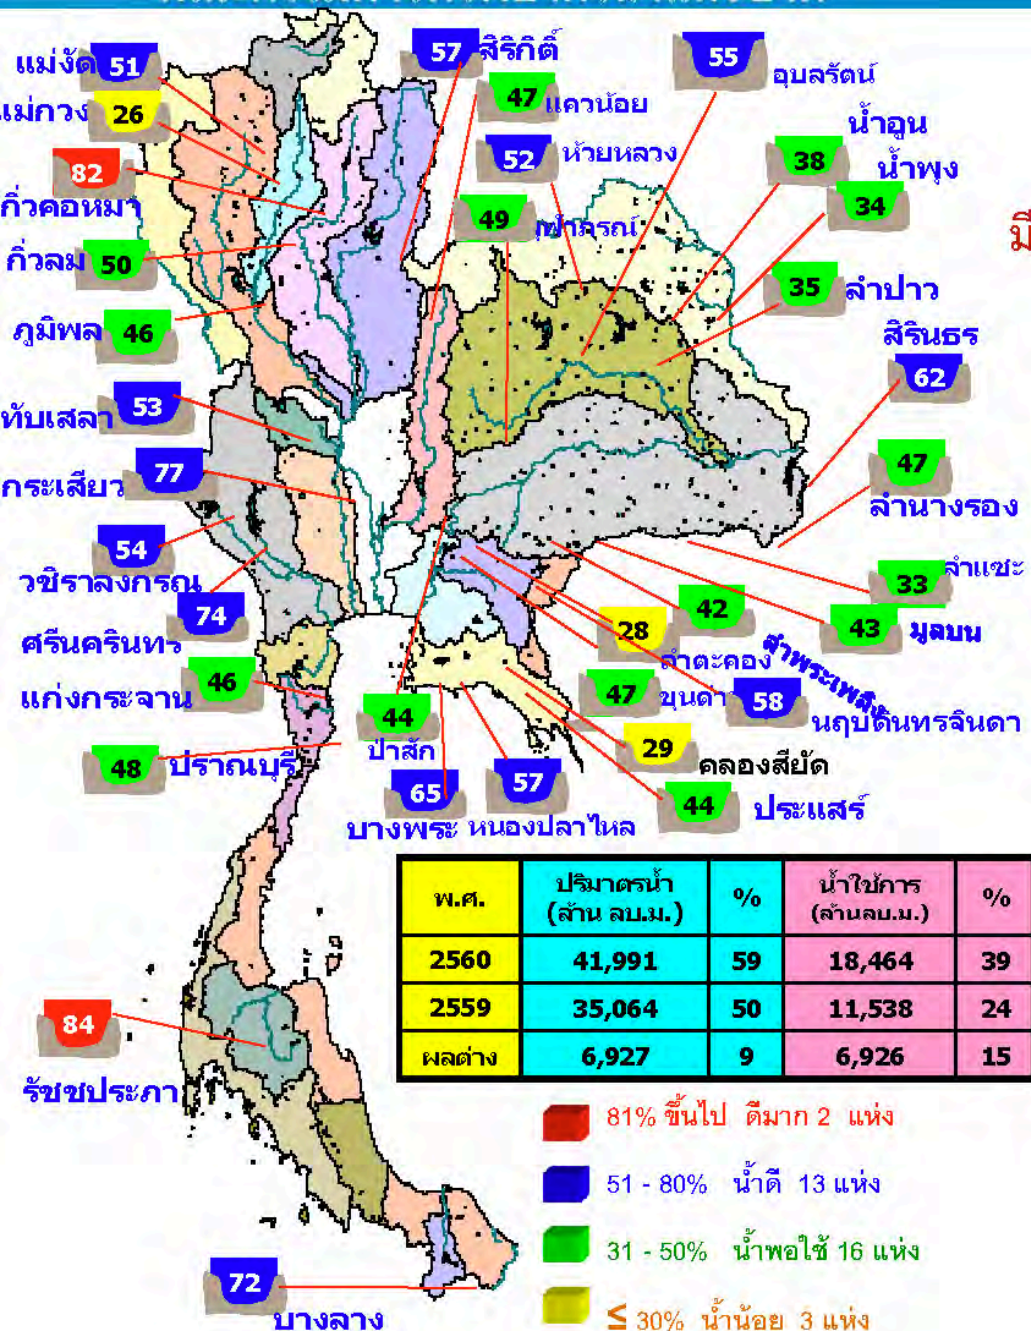 แม่งัด 51
แม่กวง 26
82
กิ่วคอหมา
กิ่วลม 50
ภูมิพล 46
ทับเสลา 53
กระเสียว 77
54
วชิราลงกรณ
74
ศรีนครินทร
แก่งกระจาน 46
48 ปราณบุรี
57 สิริกิติ์
47 แควน้อย
52 ห้วยหลวง
49
55 อุบลรัตน์
น้ำอูน
38
น้ำพุง
34
35 ลำปาว
สิรินธร
62
47
ลำนางรอง
33 ลำแชะ
43 มูลบน
42
ลำพระเพลิง
28
ลำตะคอง
47 ขุนด่า
58 นฤบดินทรจินดา
29 คลองสียัด
44 ประแสร์
44
ป่าสัก
65
บางพระ
57
หนองปลาไหล
84
รัชชประภา
72
บางลาง
มี
พ.ศ. ปริมาตรน้ำ (ล้าน ลบ.ม.) % น้ำใช้การ (ล้านลบ.ม.) %
2560 41,991 59 18,464 39
2559 35,064 50 11,538 24
ผลต่าง 6,927 9 6,926 15
81% ขึ้นไป ดีมาก 2 แห่ง
51 - 80% น้ำดี 13 แห่ง
31 - 50% น้ำพอใช้ 16 แห่ง
≤ 30% น้ำน้อย 3 แห่ง